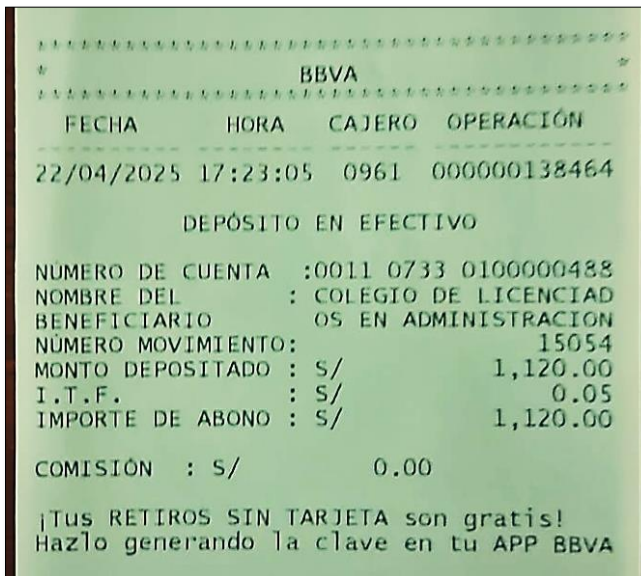 ****************************************
* BBVA *
****************************************
FECHA HORA CAJERO OPERACIÓN
22/04/2025 17:23:05 0961 000000138464
DEPÓSITO EN EFECTIVO
NÚMERO DE CUENTA :0011 0733 0100000488
NOMBRE DEL : COLEGIO DE LICENCIAD
BENEFICIARIO OS EN ADMINISTRACION
NÚMERO MOVIMIENTO: 15054
MONTO DEPOSITADO : S/ 1,120.00
I.T.F. : S/ 0.05
IMPORTE DE ABONO : S/ 1,120.00
COMISIÓN : S/ 0.00
¡Tus RETIROS SIN TARJETA son gratis!
Hazlo generando la clave en tu APP BBVA